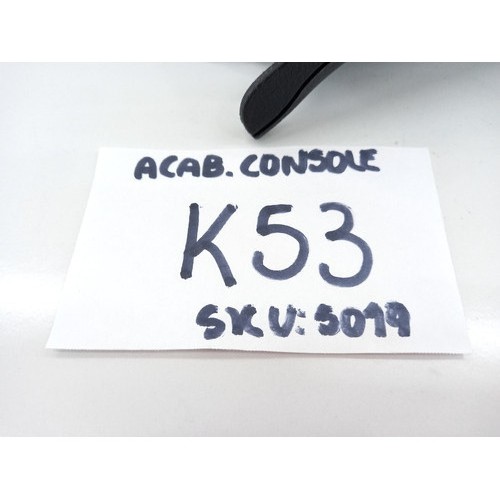 ACAB. CONSOLE
K53
SKU: 5019